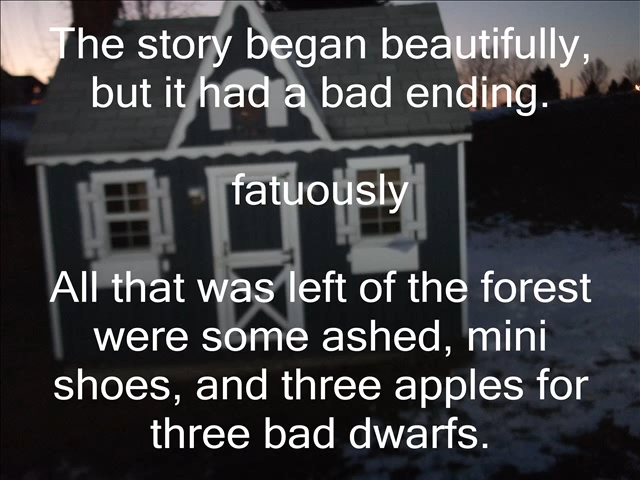 The story began beautifully,
but it had a bad ending.
fatuously
All that was left of the forest
were some ashed, mini
shoes, and three apples for
three bad dwarfs.